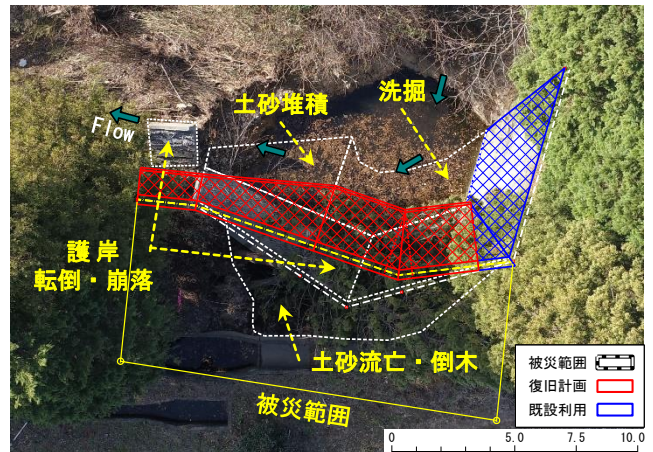 土砂堆積
洗掘
Flow
護岸
転倒・崩落
土砂流亡・倒木
被災範囲
被災範囲
復旧計画
既設利用
0 5.0 7.5 10.0